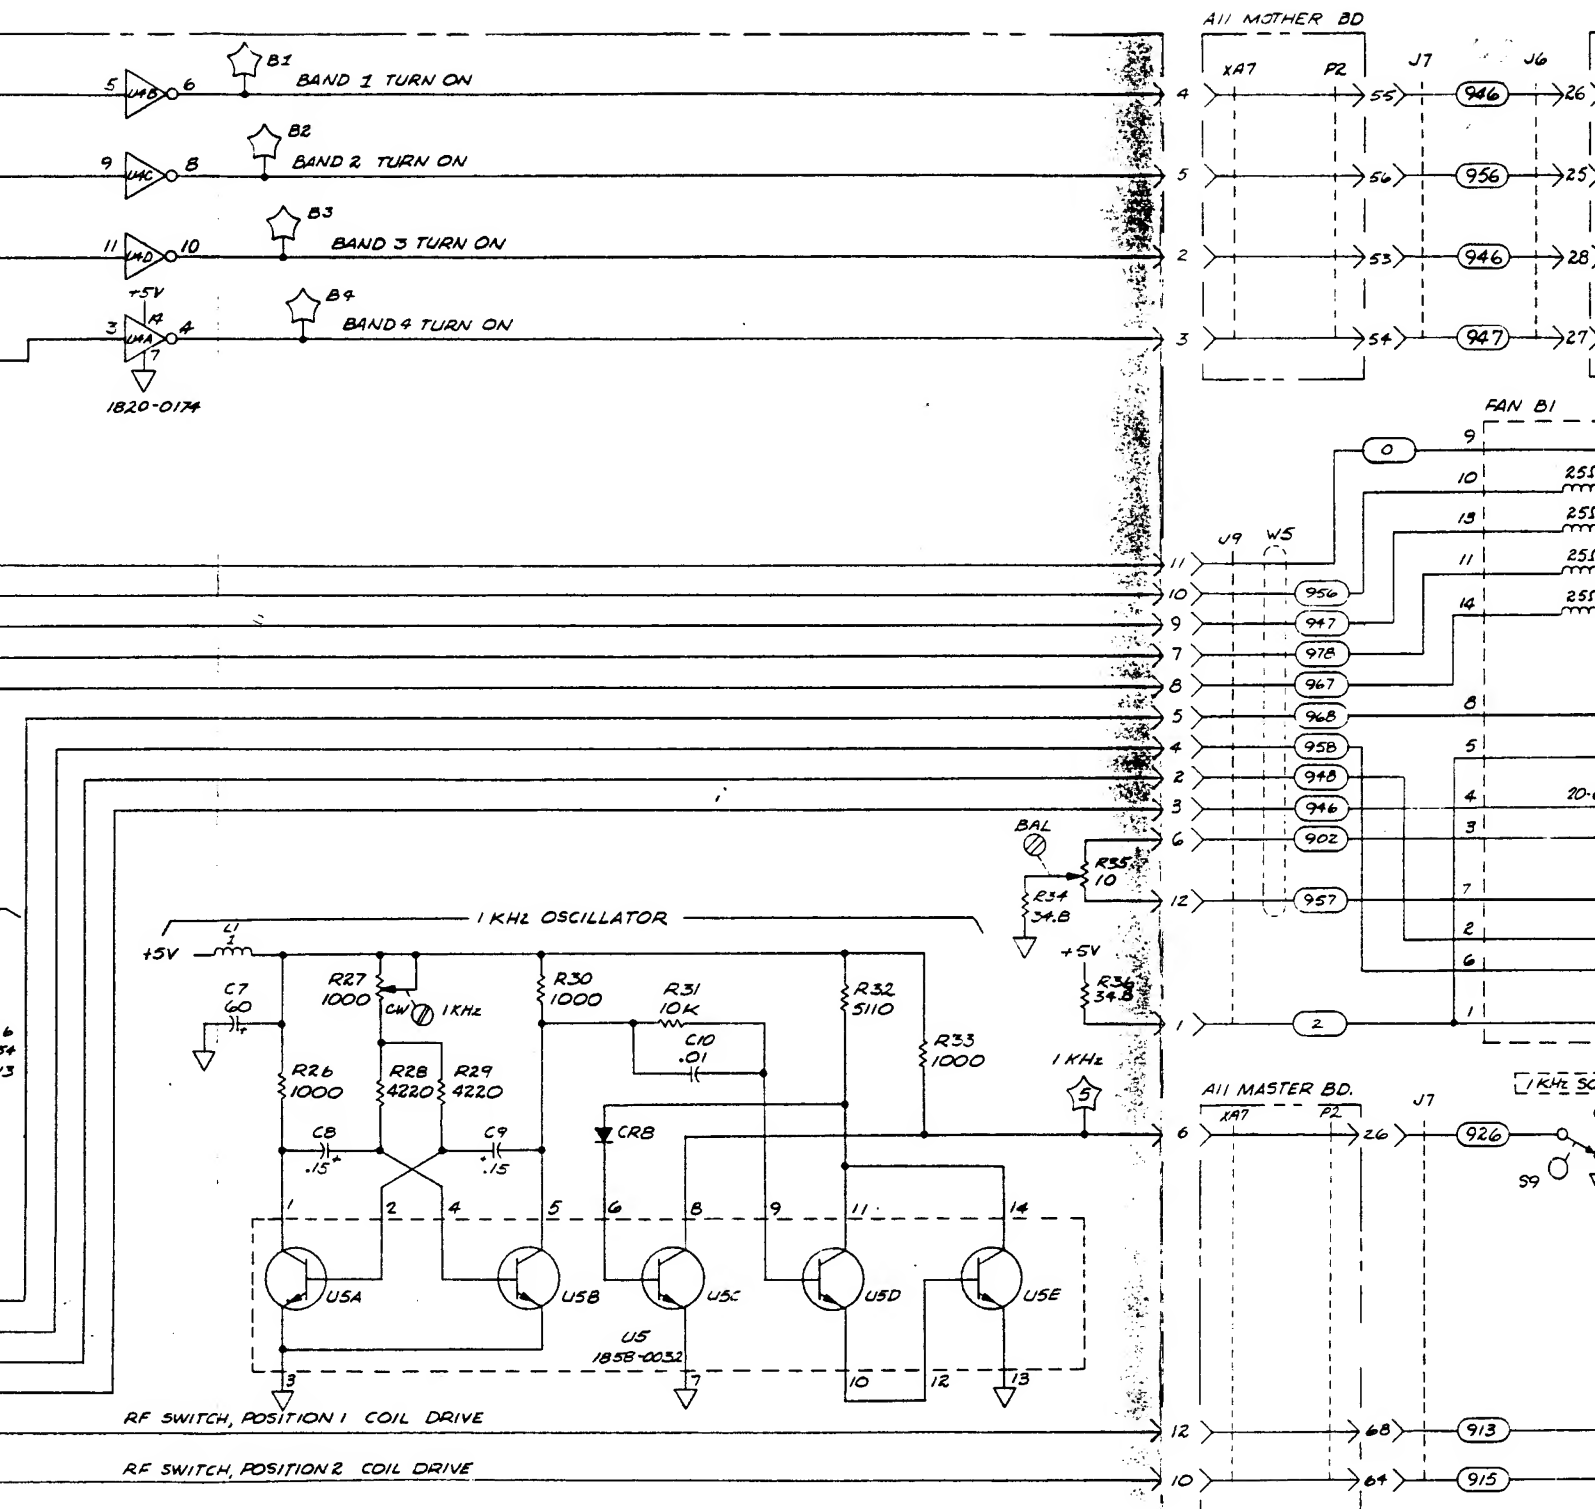 A11 MOTHER BD
XA7 P2 J7 J6
5 U4B 6 B1 BAND 1 TURN ON 4 55 946 26
9 U4C 8 B2 BAND 2 TURN ON 5 56 956 25
11 U4D 10 B3 BAND 3 TURN ON 2 53 946 28
+5V
3 U4A 14 4 B4 BAND 4 TURN ON 3 54 947 27
7
1820-0174
FAN B1
0 9
10 25Ω
13 25Ω
J9 W5
11 25Ω
14 25Ω
11
10 956
9 947
7 978
8 967
5 968 8
4 958 5
2 948
3 946 4
6 902 3
BAL
R35
10
R34
34.8
12 957 7
2
6
+5V
R36
34.8
1 2 1
1 KHZ OSCILLATOR
+5V L1
1
C7
60
R27
1000
CW 1 KHZ
R30
1000
R31
10K
C10
.01
R32
5110
R33
1000
R26
1000
R28
4220
R29
4220
C8
.15 +
C9
+ .15
CR8
1 KHZ
5
A11 MASTER BD.
XA7 P2 J7
6 26 926
S9
1 2 4 5 6 8 9 11 14
U5A U5B U5C U5D U5E
U5
1858-0032
3 7 10 12 13
RF SWITCH, POSITION 1 COIL DRIVE 12 68 913
RF SWITCH, POSITION 2 COIL DRIVE 10 64 915